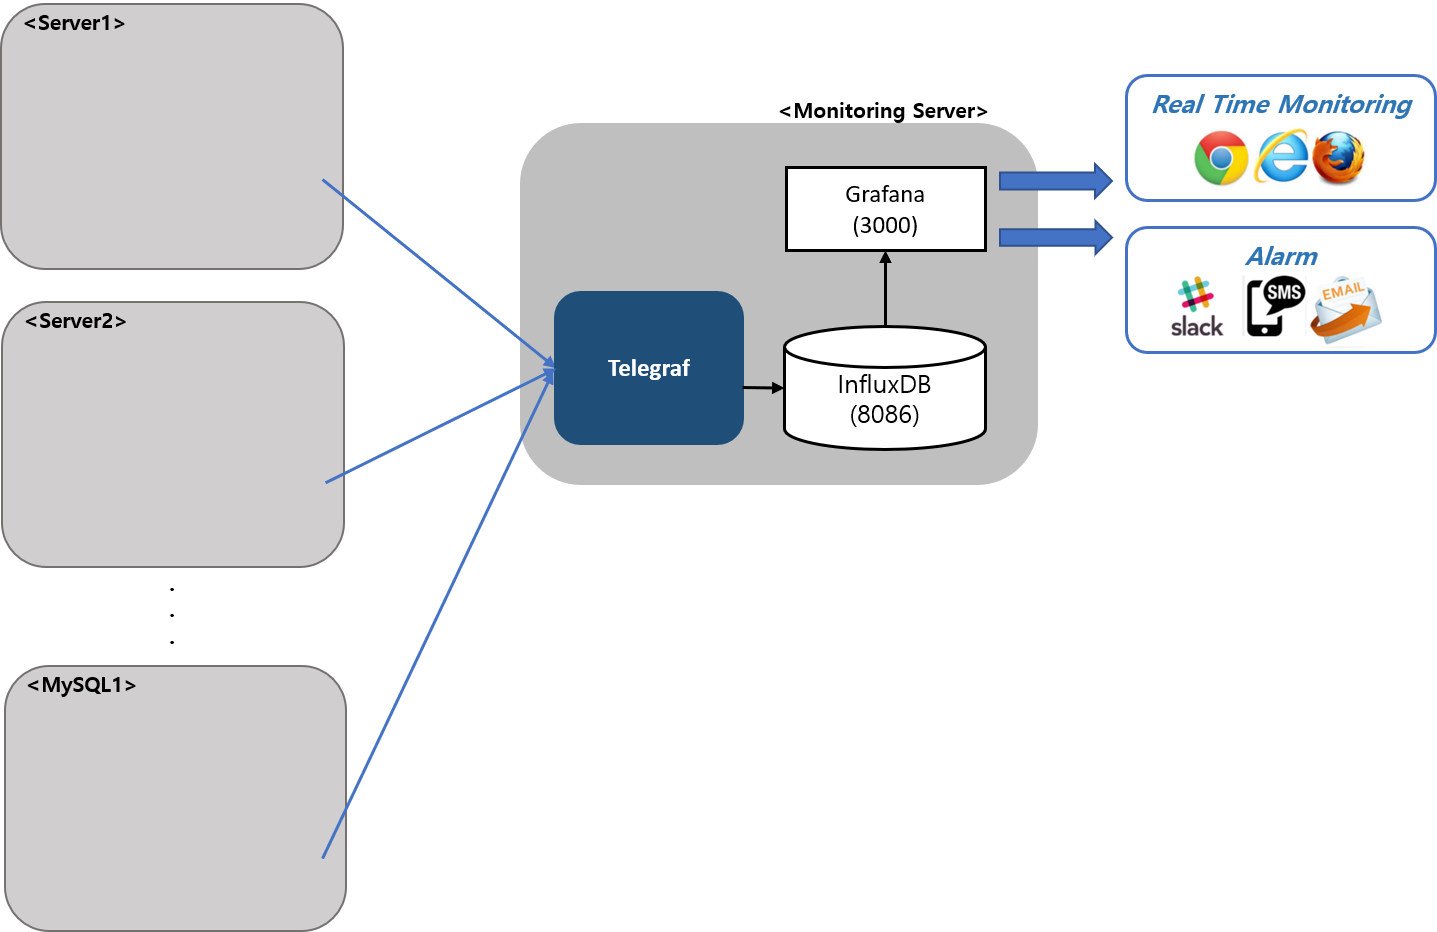 <Server1>
<Server2>
.
.
.
<MySQL1>
<Monitoring Server>
Grafana
(3000)
Telegraf
InfluxDB
(8086)
Real Time Monitoring
Alarm
slack
SMS
EMAIL